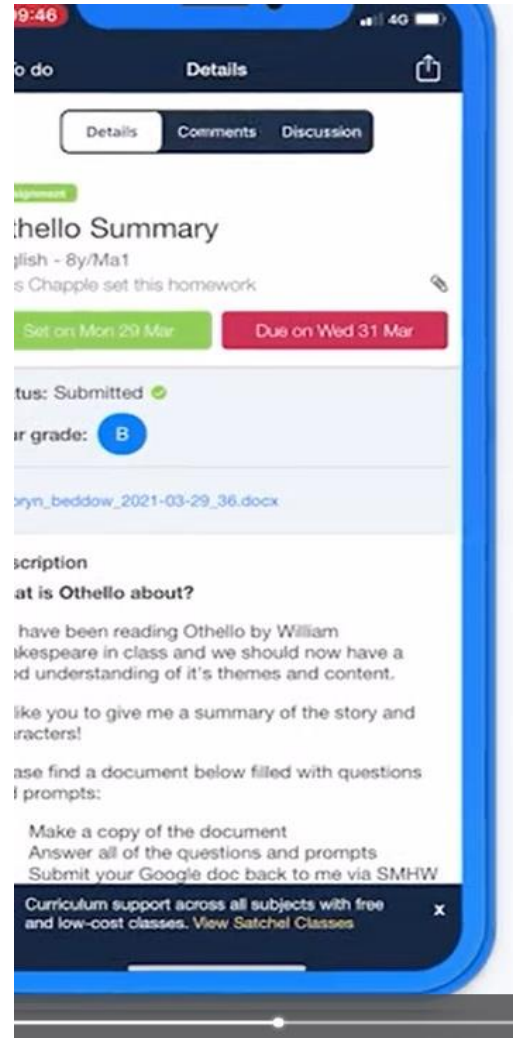 9:46 4G
o do Details
Details Comments Discussion
signment
thello Summary
glish - 8y/Ma1
s Chapple set this homework
Set on Mon 29 Mar Due on Wed 31 Mar
tus: Submitted
ur grade: B
oryn_beddow_2021-03-29_36.docx
scription
at is Othello about?
have been reading Othello by William
kespeare in class and we should now have a
od understanding of it's themes and content.
like you to give me a summary of the story and
racters!
ase find a document below filled with questions
d prompts:
Make a copy of the document
Answer all of the questions and prompts
Submit your Google doc back to me via SMHW
Curriculum support across all subjects with free x
and low-cost classes. View Satchel Classes